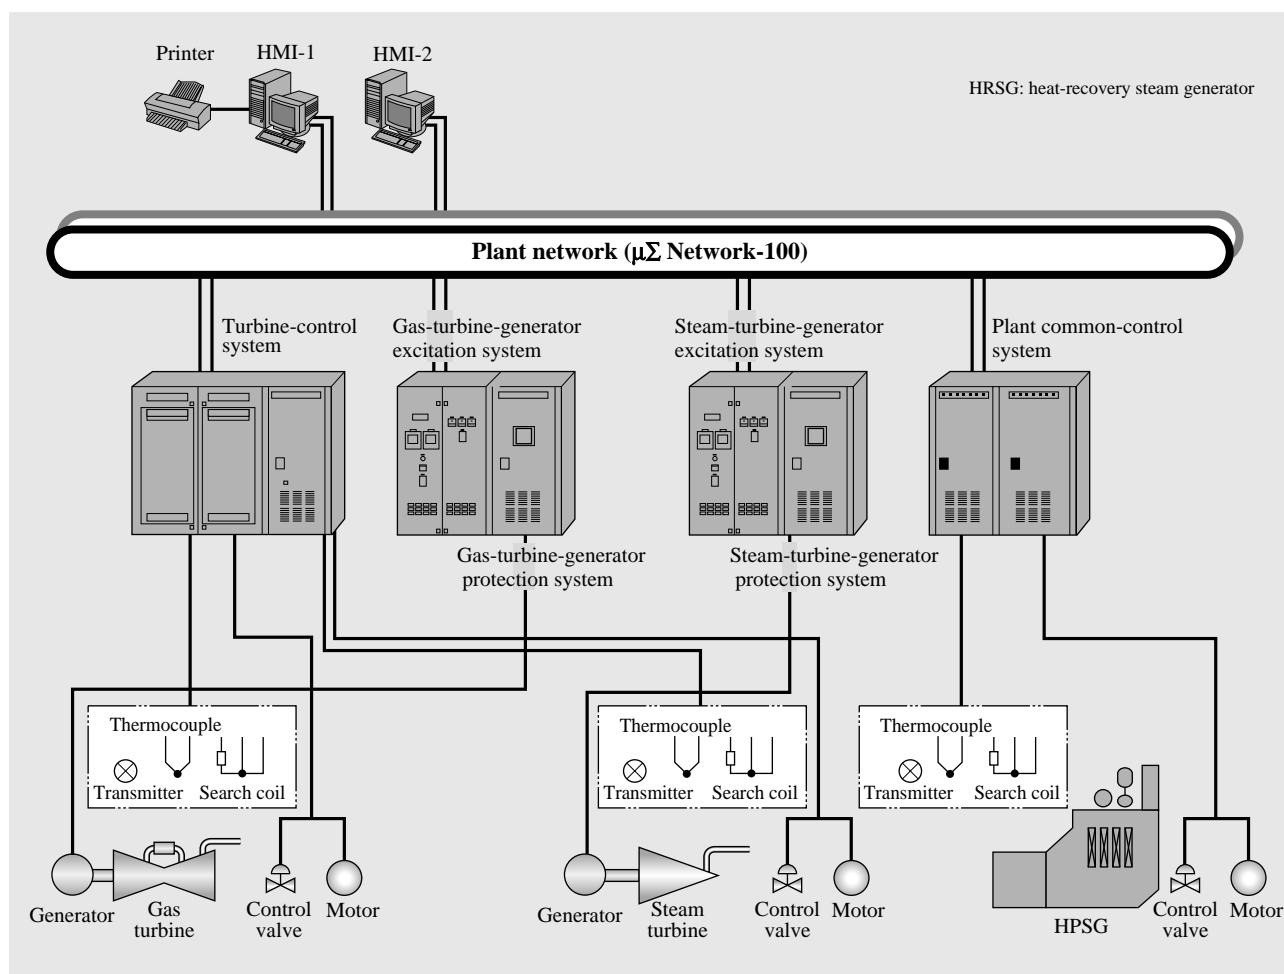 Printer
HMI-1
HMI-2
HRSG: heat-recovery steam generator
Plant network (μΣ Network-100)
Turbine-control
system
Gas-turbine-generator
excitation system
Steam-turbine-generator
excitation system
Plant common-control
system
Gas-turbine-generator
protection system
Steam-turbine-generator
protection system
Thermocouple
Transmitter
Search coil
Thermocouple
Transmitter
Search coil
Thermocouple
Transmitter
Search coil
Generator
Gas
turbine
Control
valve
Motor
Generator
Steam
turbine
Control
valve
Motor
HPSG
Control
valve
Motor